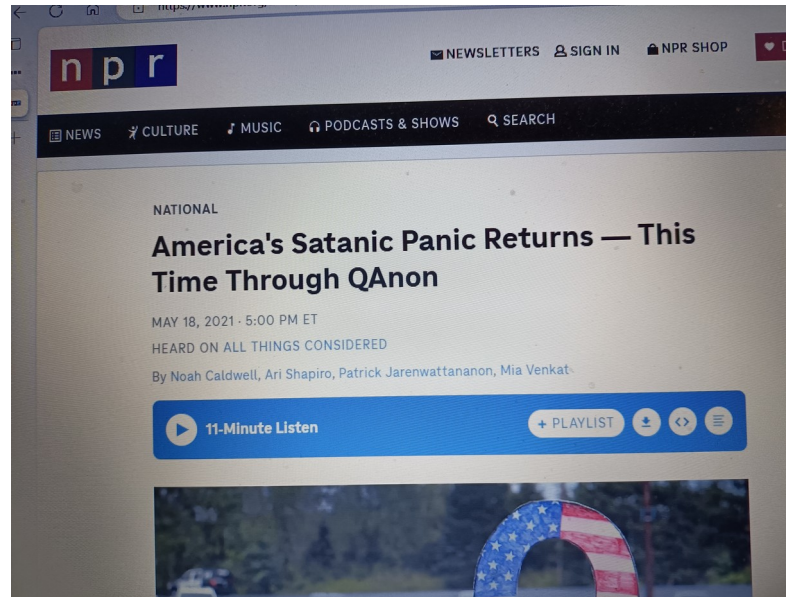 npr
NEWSLETTERS SIGN IN NPR SHOP
NEWS CULTURE MUSIC PODCASTS & SHOWS SEARCH
NATIONAL
America's Satanic Panic Returns — This
Time Through QAnon
MAY 18, 2021 · 5:00 PM ET
HEARD ON ALL THINGS CONSIDERED
By Noah Caldwell, Ari Shapiro, Patrick Jarenwattananon, Mia Venkat
11-Minute Listen + PLAYLIST